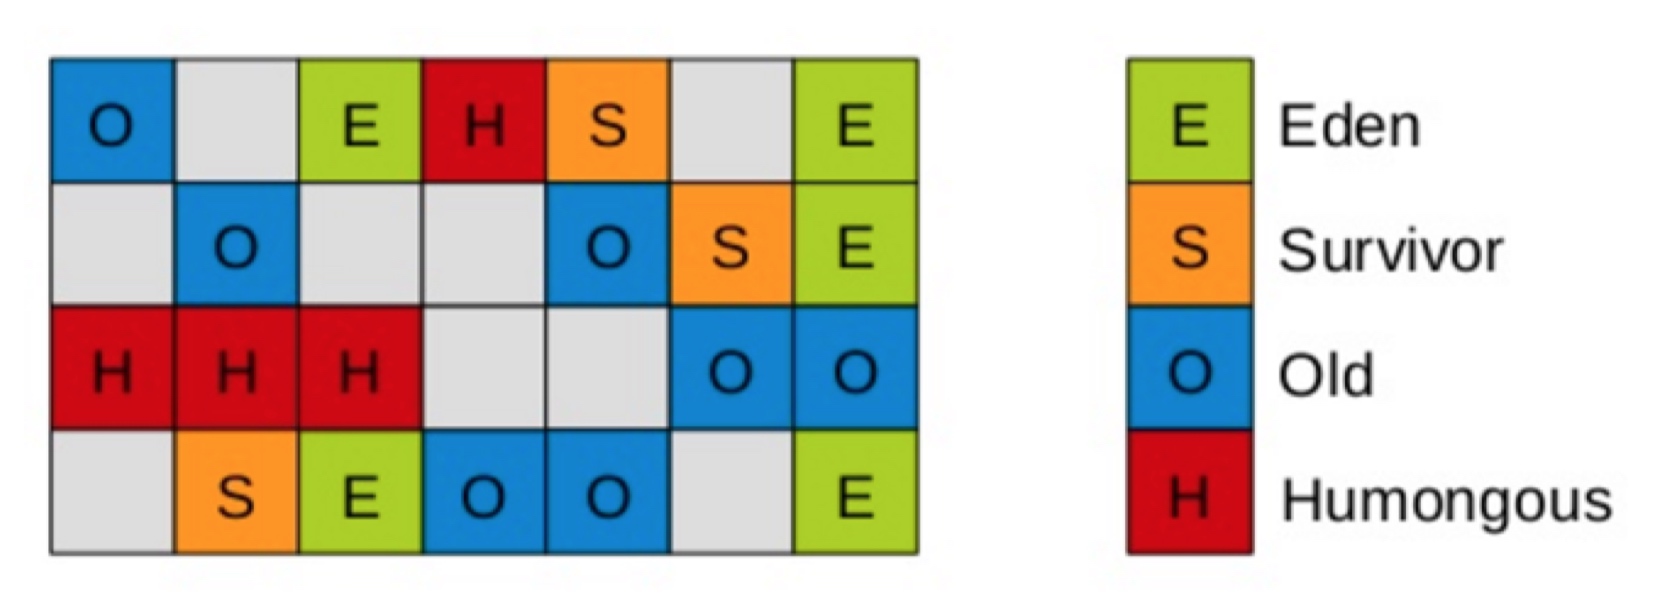 O E H S E
O O S E
H H H O O
S E O O E
E Eden
S Survivor
O Old
H Humongous